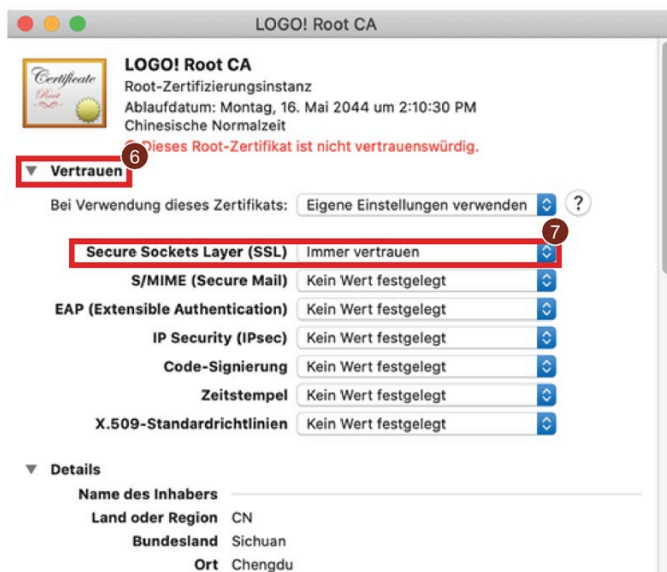 LOGO! Root CA
Certificate
Root
LOGO! Root CA
Root-Zertifizierungsinstanz
Ablaufdatum: Montag, 16. Mai 2044 um 2:10:30 PM
Chinesische Normalzeit
Dieses Root-Zertifikat ist nicht vertrauenswürdig.
6
Vertrauen
Bei Verwendung dieses Zertifikats: Eigene Einstellungen verwenden ?
7
Secure Sockets Layer (SSL) Immer vertrauen
S/MIME (Secure Mail) Kein Wert festgelegt
EAP (Extensible Authentication) Kein Wert festgelegt
IP Security (IPsec) Kein Wert festgelegt
Code-Signierung Kein Wert festgelegt
Zeitstempel Kein Wert festgelegt
X.509-Standardrichtlinien Kein Wert festgelegt
Details
Name des Inhabers
Land oder Region CN
Bundesland Sichuan
Ort Chengdu